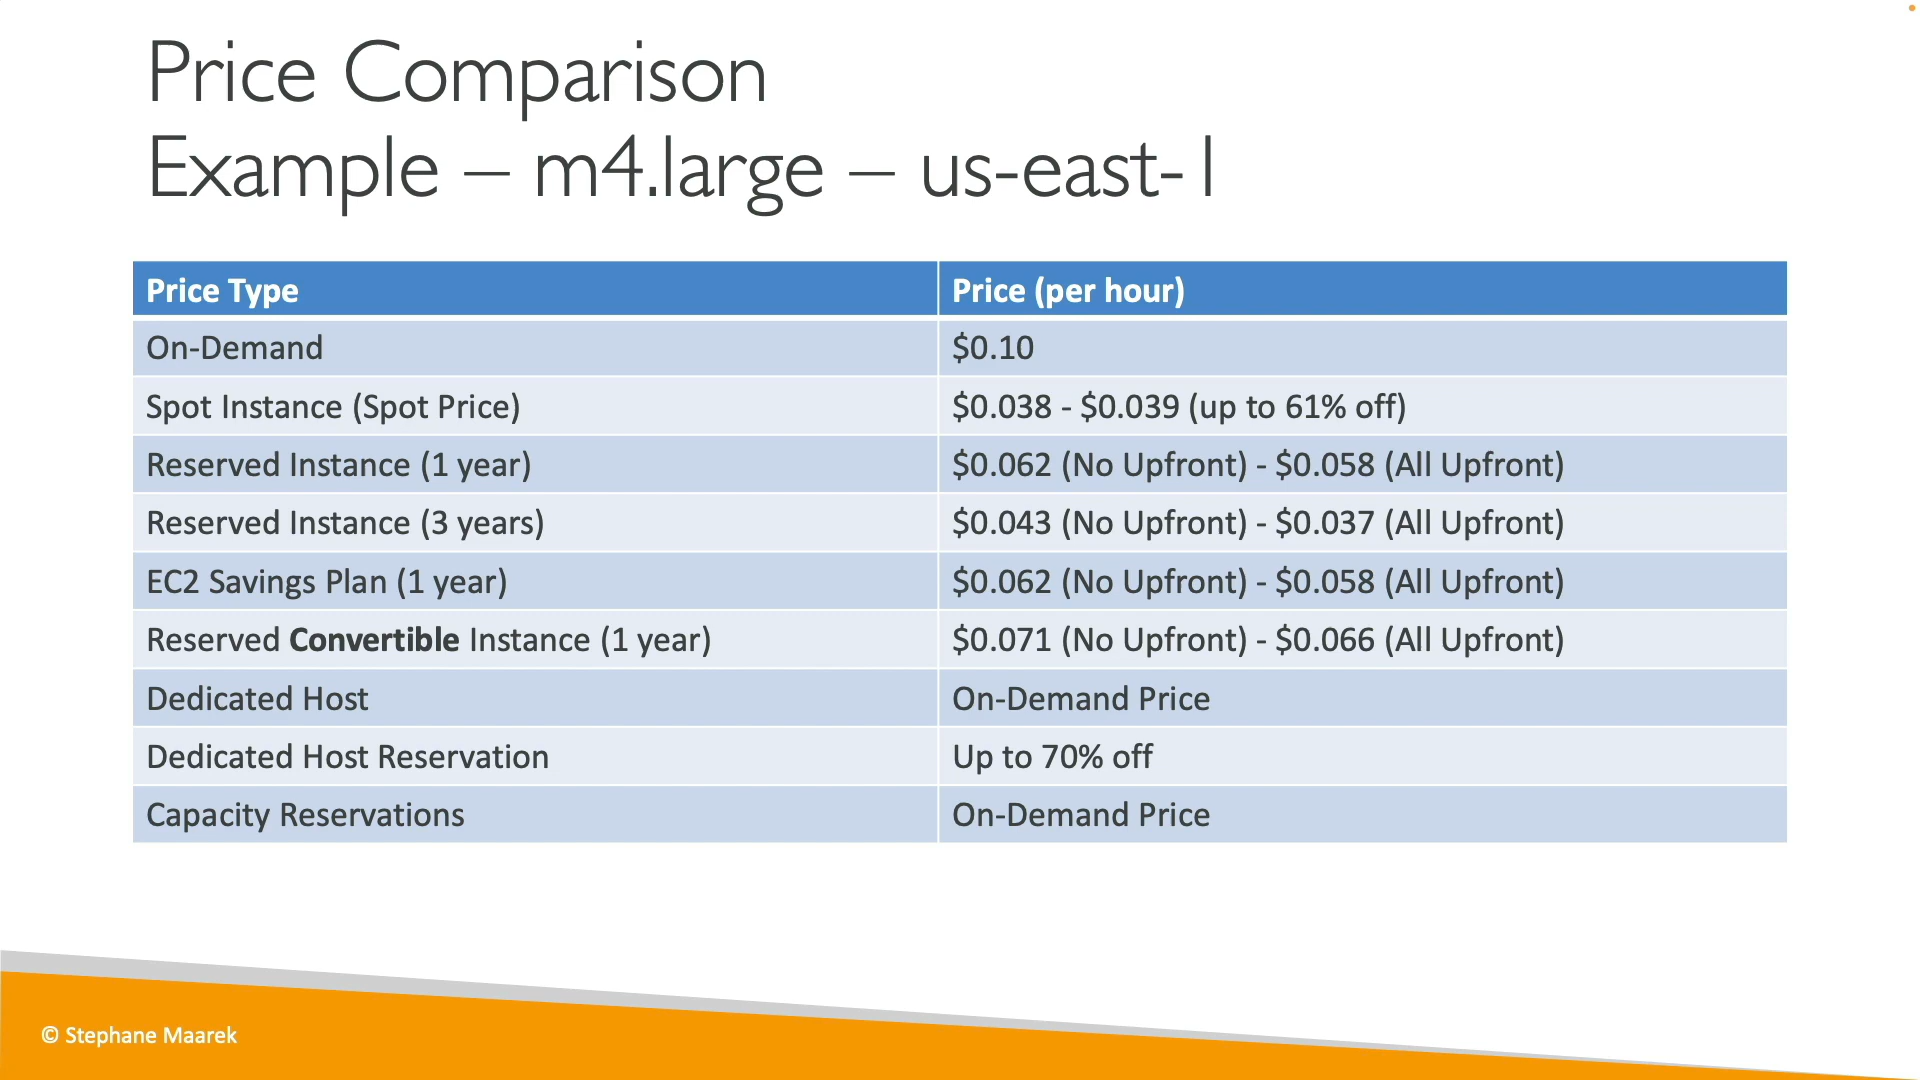 Price Comparison
Example – m4.large – us-east-1
Price Type Price (per hour)
On-Demand $0.10
Spot Instance (Spot Price) $0.038 - $0.039 (up to 61% off)
Reserved Instance (1 year) $0.062 (No Upfront) - $0.058 (All Upfront)
Reserved Instance (3 years) $0.043 (No Upfront) - $0.037 (All Upfront)
EC2 Savings Plan (1 year) $0.062 (No Upfront) - $0.058 (All Upfront)
Reserved Convertible Instance (1 year) $0.071 (No Upfront) - $0.066 (All Upfront)
Dedicated Host On-Demand Price
Dedicated Host Reservation Up to 70% off
Capacity Reservations On-Demand Price
© Stephane Maarek